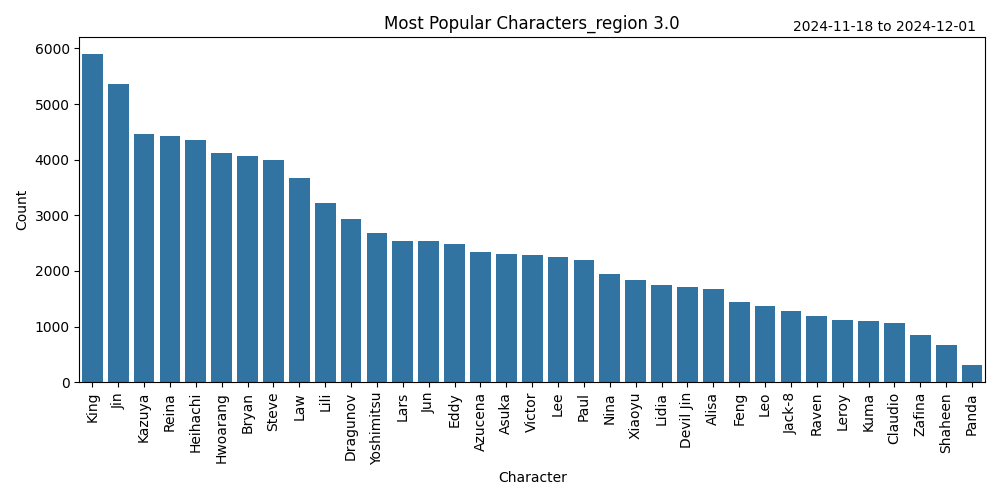 Most Popular Characters_region 3.0
2024-11-18 to 2024-12-01
6000
5000
4000
3000
2000
1000
0
Count
King
Jin
Kazuya
Reina
Heihachi
Hwoarang
Bryan
Steve
Law
Lili
Dragunov
Yoshimitsu
Lars
Jun
Eddy
Azucena
Asuka
Victor
Lee
Paul
Nina
Xiaoyu
Lidia
Devil Jin
Alisa
Feng
Leo
Jack-8
Raven
Leroy
Kuma
Claudio
Zafina
Shaheen
Panda
Character